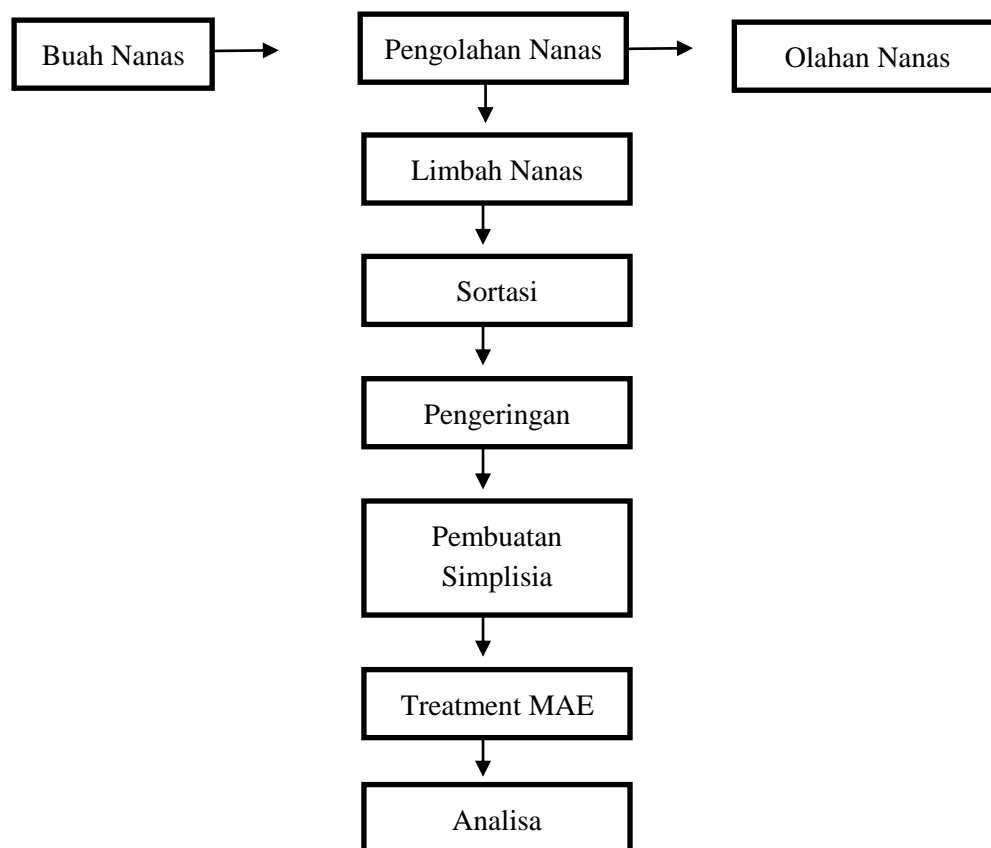 Buah Nanas
Pengolahan Nanas
Olahan Nanas
Limbah Nanas
Sortasi
Pengeringan
Pembuatan
Simplisia
Treatment MAE
Analisa